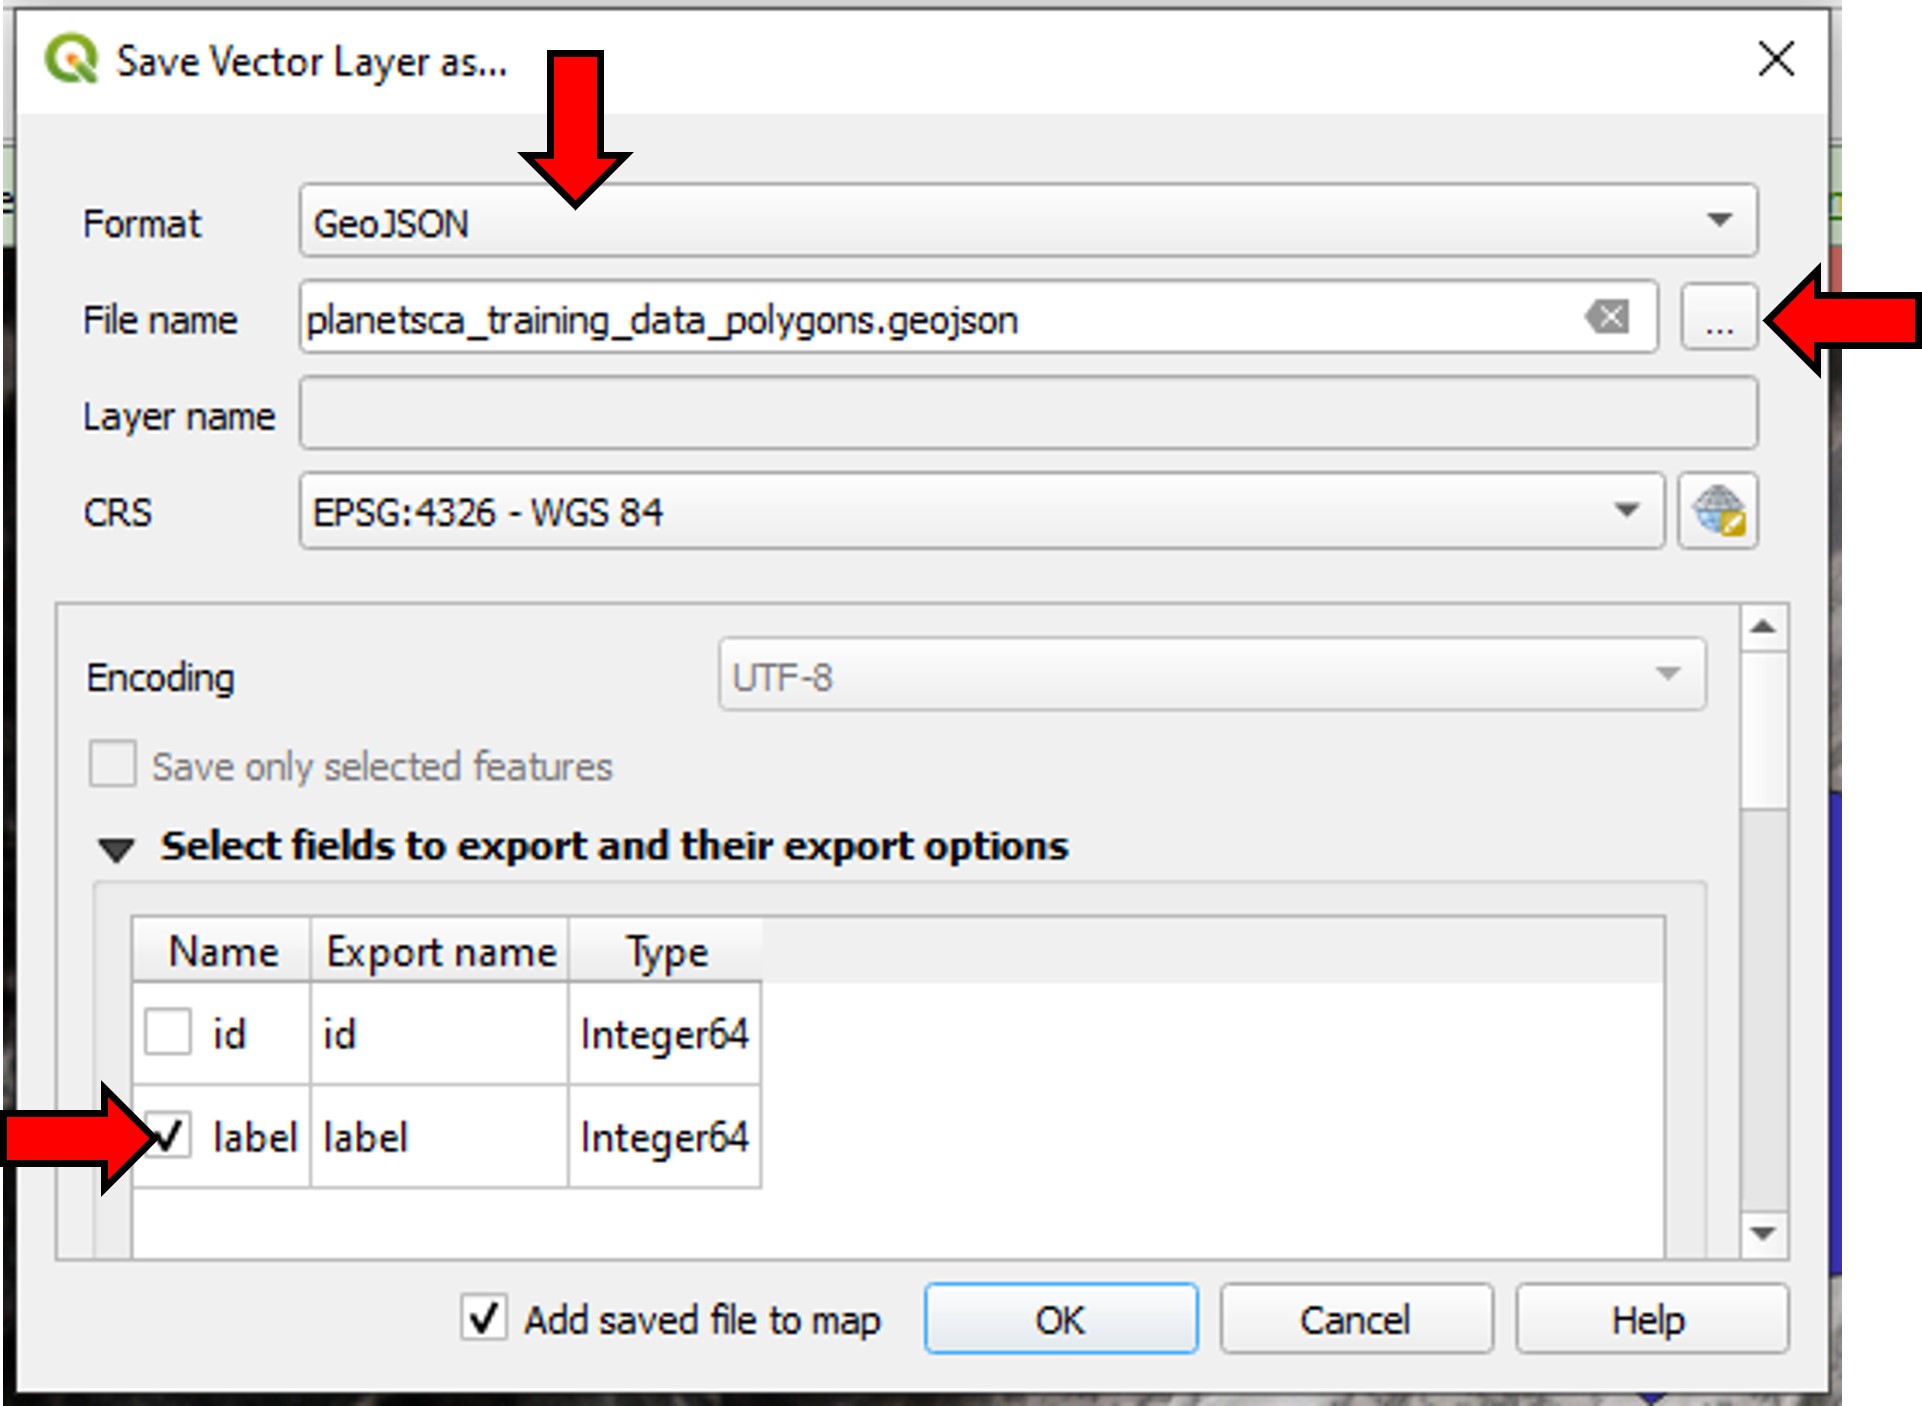 Save Vector Layer as...
Format GeoJSON
File name planetsca_training_data_polygons.geojson ...
Layer name
CRS EPSG:4326 - WGS 84
Encoding UTF-8
Save only selected features
Select fields to export and their export options
Name Export name Type
id id Integer64
label label Integer64
Add saved file to map OK Cancel Help